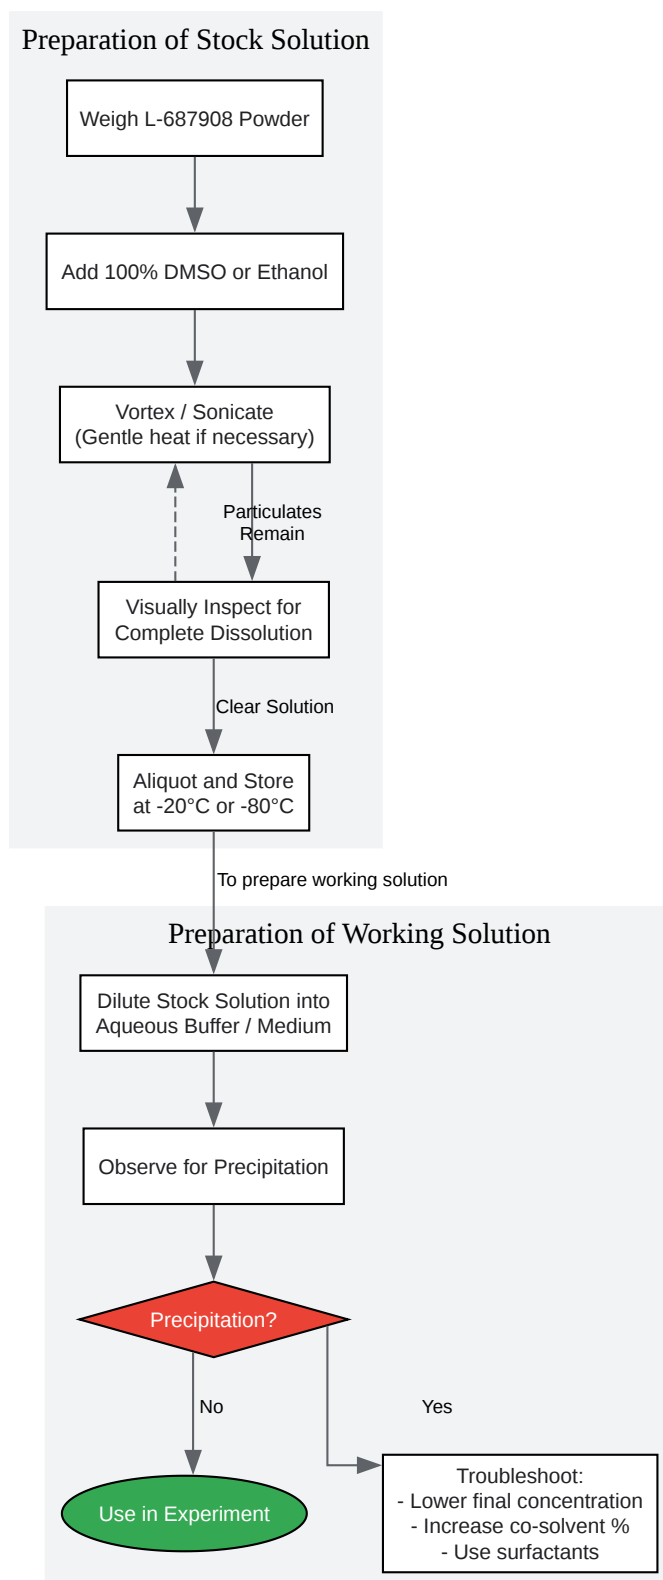 Preparation of Stock Solution
Weigh L-687908 Powder
Add 100% DMSO or Ethanol
Vortex / Sonicate
(Gentle heat if necessary)
Particulates
Remain
Visually Inspect for
Complete Dissolution
Clear Solution
Aliquot and Store
at -20°C or -80°C
To prepare working solution
Preparation of Working Solution
Dilute Stock Solution into
Aqueous Buffer / Medium
Observe for Precipitation
Precipitation?
No
Yes
Use in Experiment
Troubleshoot:
- Lower final concentration
- Increase co-solvent %
- Use surfactants